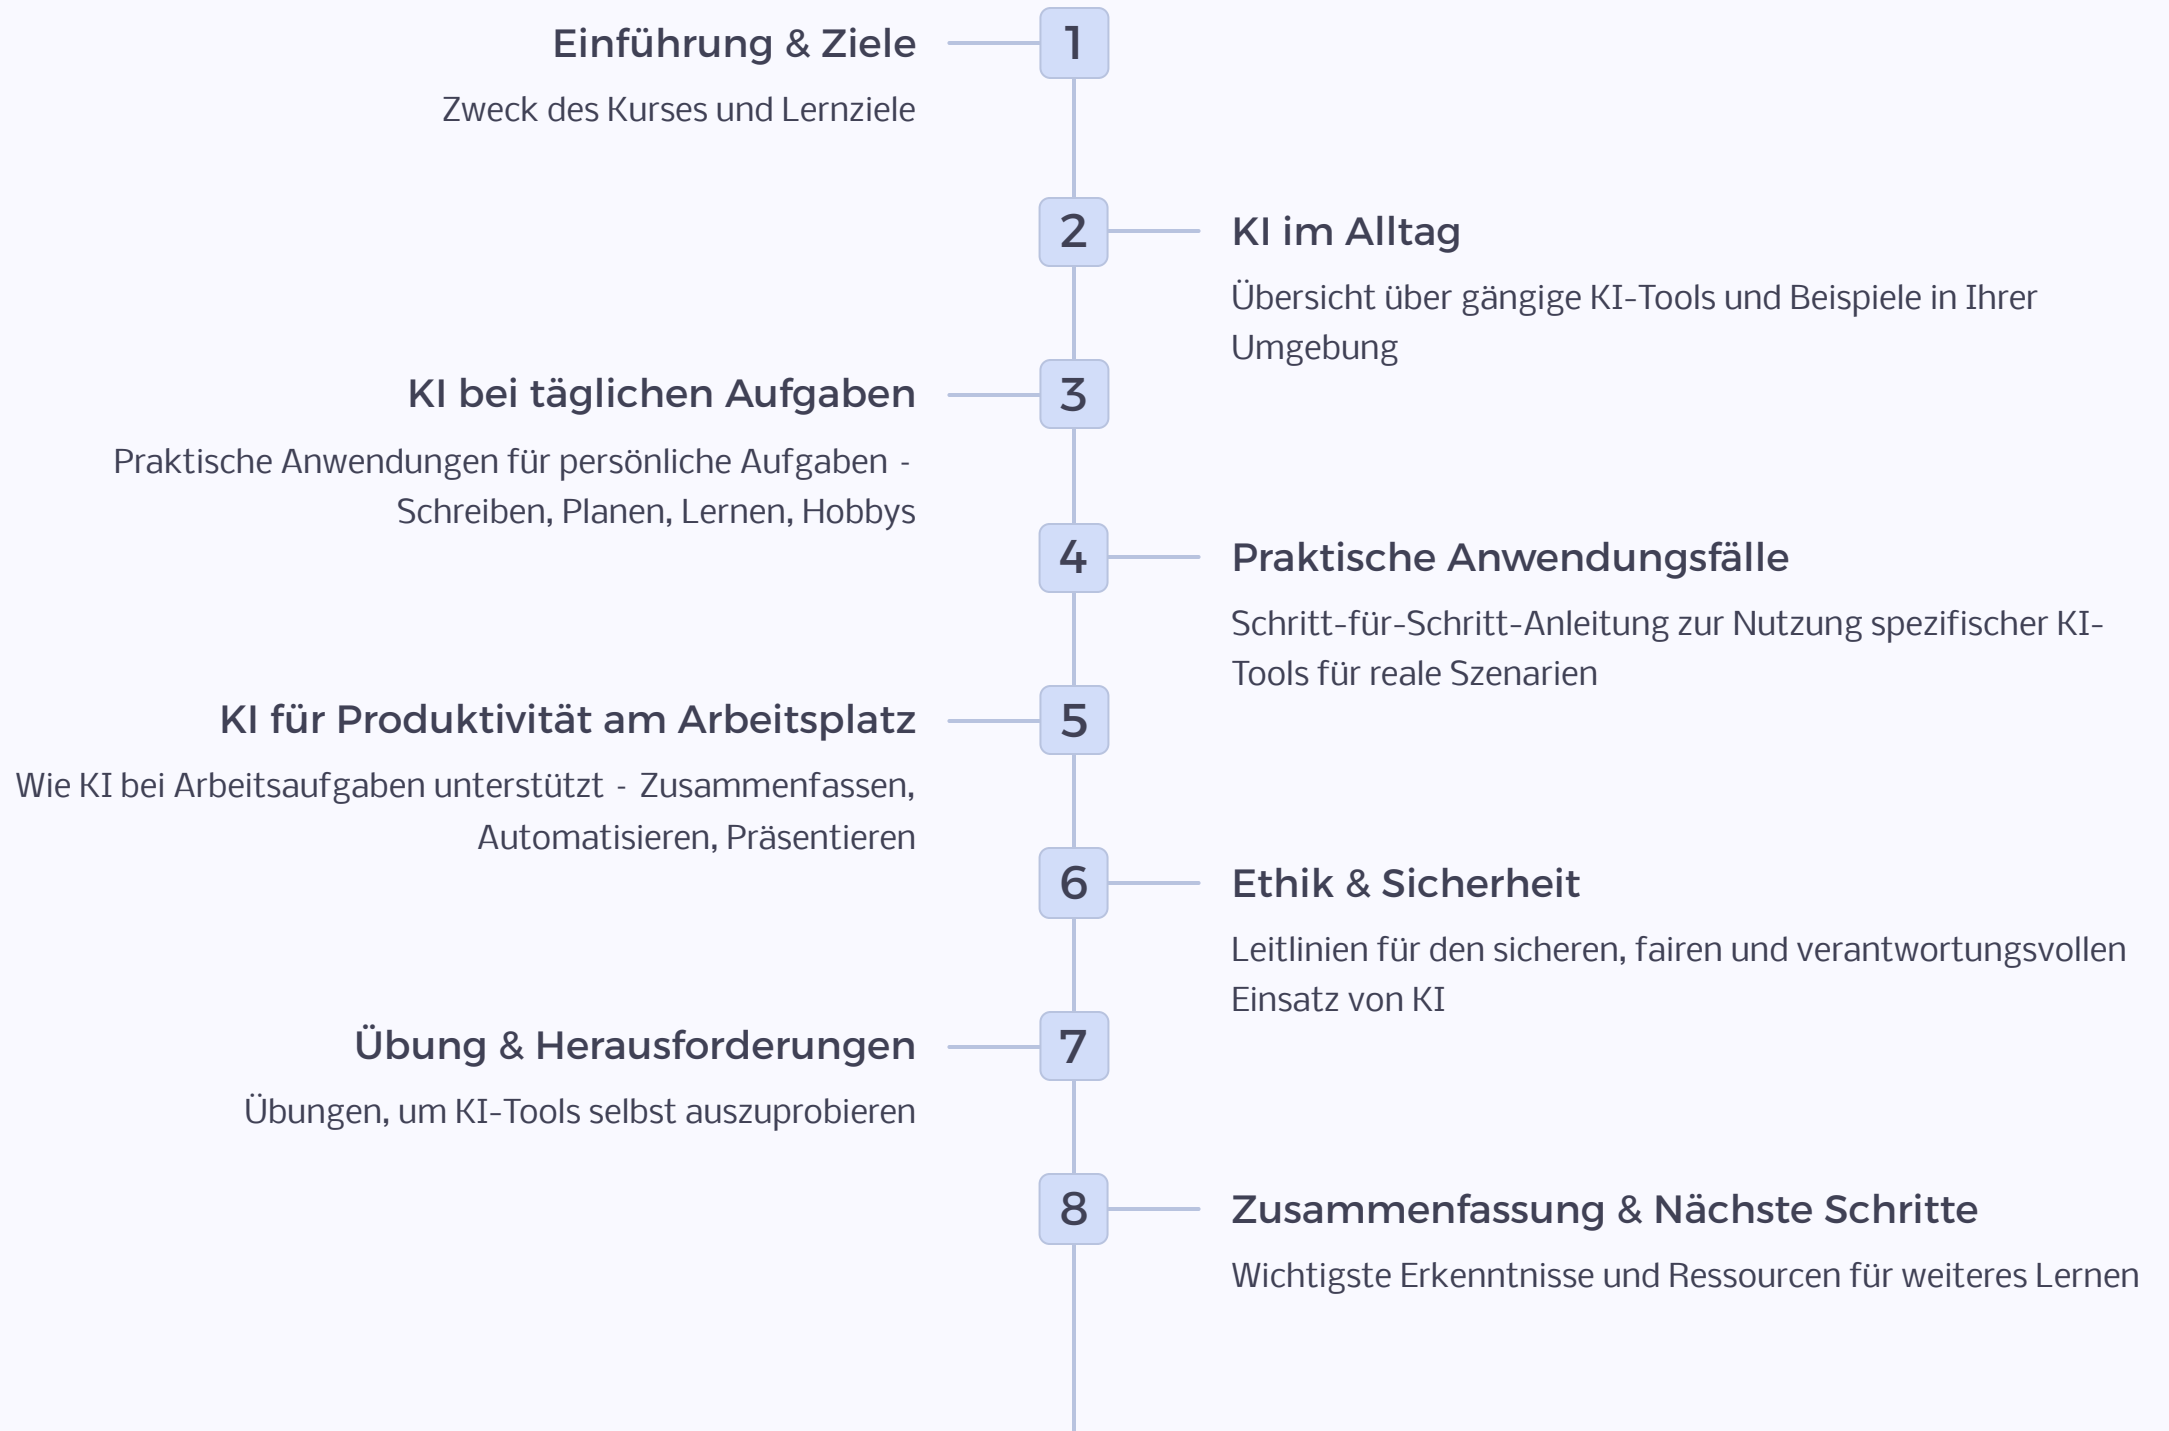 1
Einführung & Ziele
Zweck des Kurses und Lernziele
2
KI im Alltag
Übersicht über gängige KI-Tools und Beispiele in Ihrer
Umgebung
3
KI bei täglichen Aufgaben
Praktische Anwendungen für persönliche Aufgaben -
Schreiben, Planen, Lernen, Hobbys
4
Praktische Anwendungsfälle
Schritt-für-Schritt-Anleitung zur Nutzung spezifischer KI-
Tools für reale Szenarien
5
KI für Produktivität am Arbeitsplatz
Wie KI bei Arbeitsaufgaben unterstützt - Zusammenfassen,
Automatisieren, Präsentieren
6
Ethik & Sicherheit
Leitlinien für den sicheren, fairen und verantwortungsvollen
Einsatz von KI
7
Übung & Herausforderungen
Übungen, um KI-Tools selbst auszuprobieren
8
Zusammenfassung & Nächste Schritte
Wichtigste Erkenntnisse und Ressourcen für weiteres Lernen